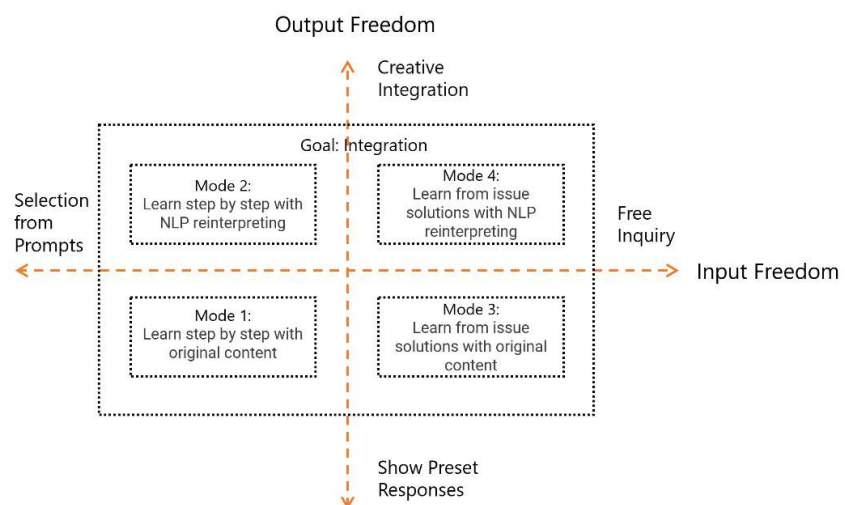 Output Freedom
Creative
Integration
Goal: Integration
Mode 2:
Learn step by step with
NLP reinterpreting
Mode 4:
Learn from issue
solutions with NLP
reinterpreting
Selection
from
Prompts
Free
Inquiry
Input Freedom
Mode 1:
Learn step by step with
original content
Mode 3:
Learn from issue
solutions with original
content
Show Preset
Responses